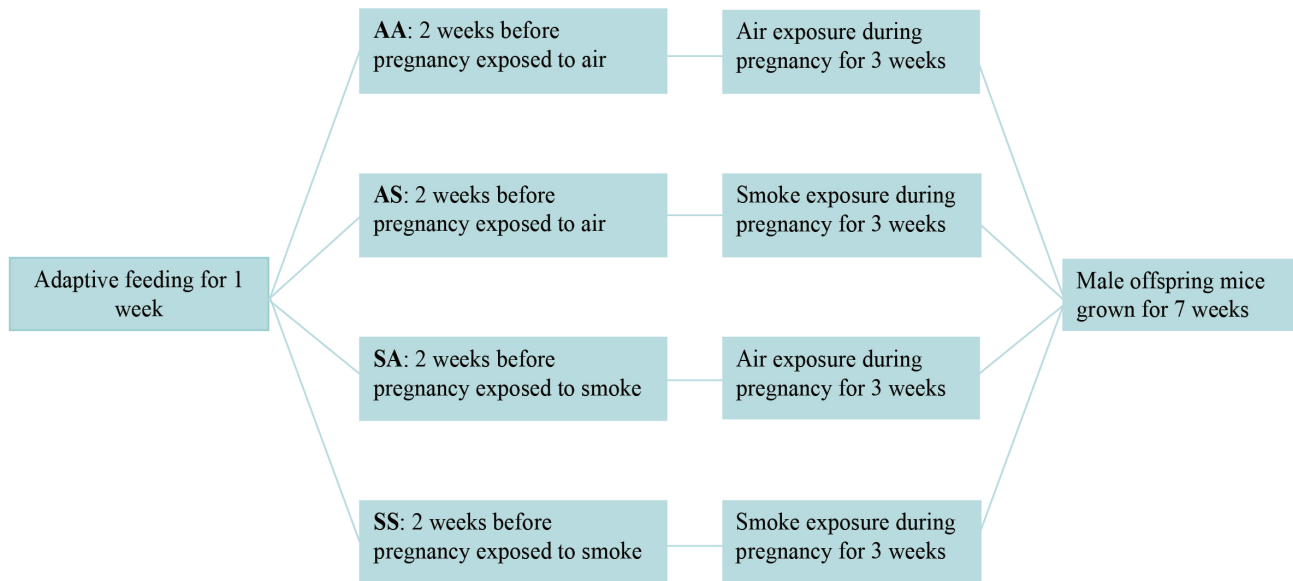 Adaptive feeding for 1
week
AA: 2 weeks before
pregnancy exposed to air
Air exposure during
pregnancy for 3 weeks
AS: 2 weeks before
pregnancy exposed to air
Smoke exposure during
pregnancy for 3 weeks
SA: 2 weeks before
pregnancy exposed to smoke
Air exposure during
pregnancy for 3 weeks
SS: 2 weeks before
pregnancy exposed to smoke
Smoke exposure during
pregnancy for 3 weeks
Male offspring mice
grown for 7 weeks